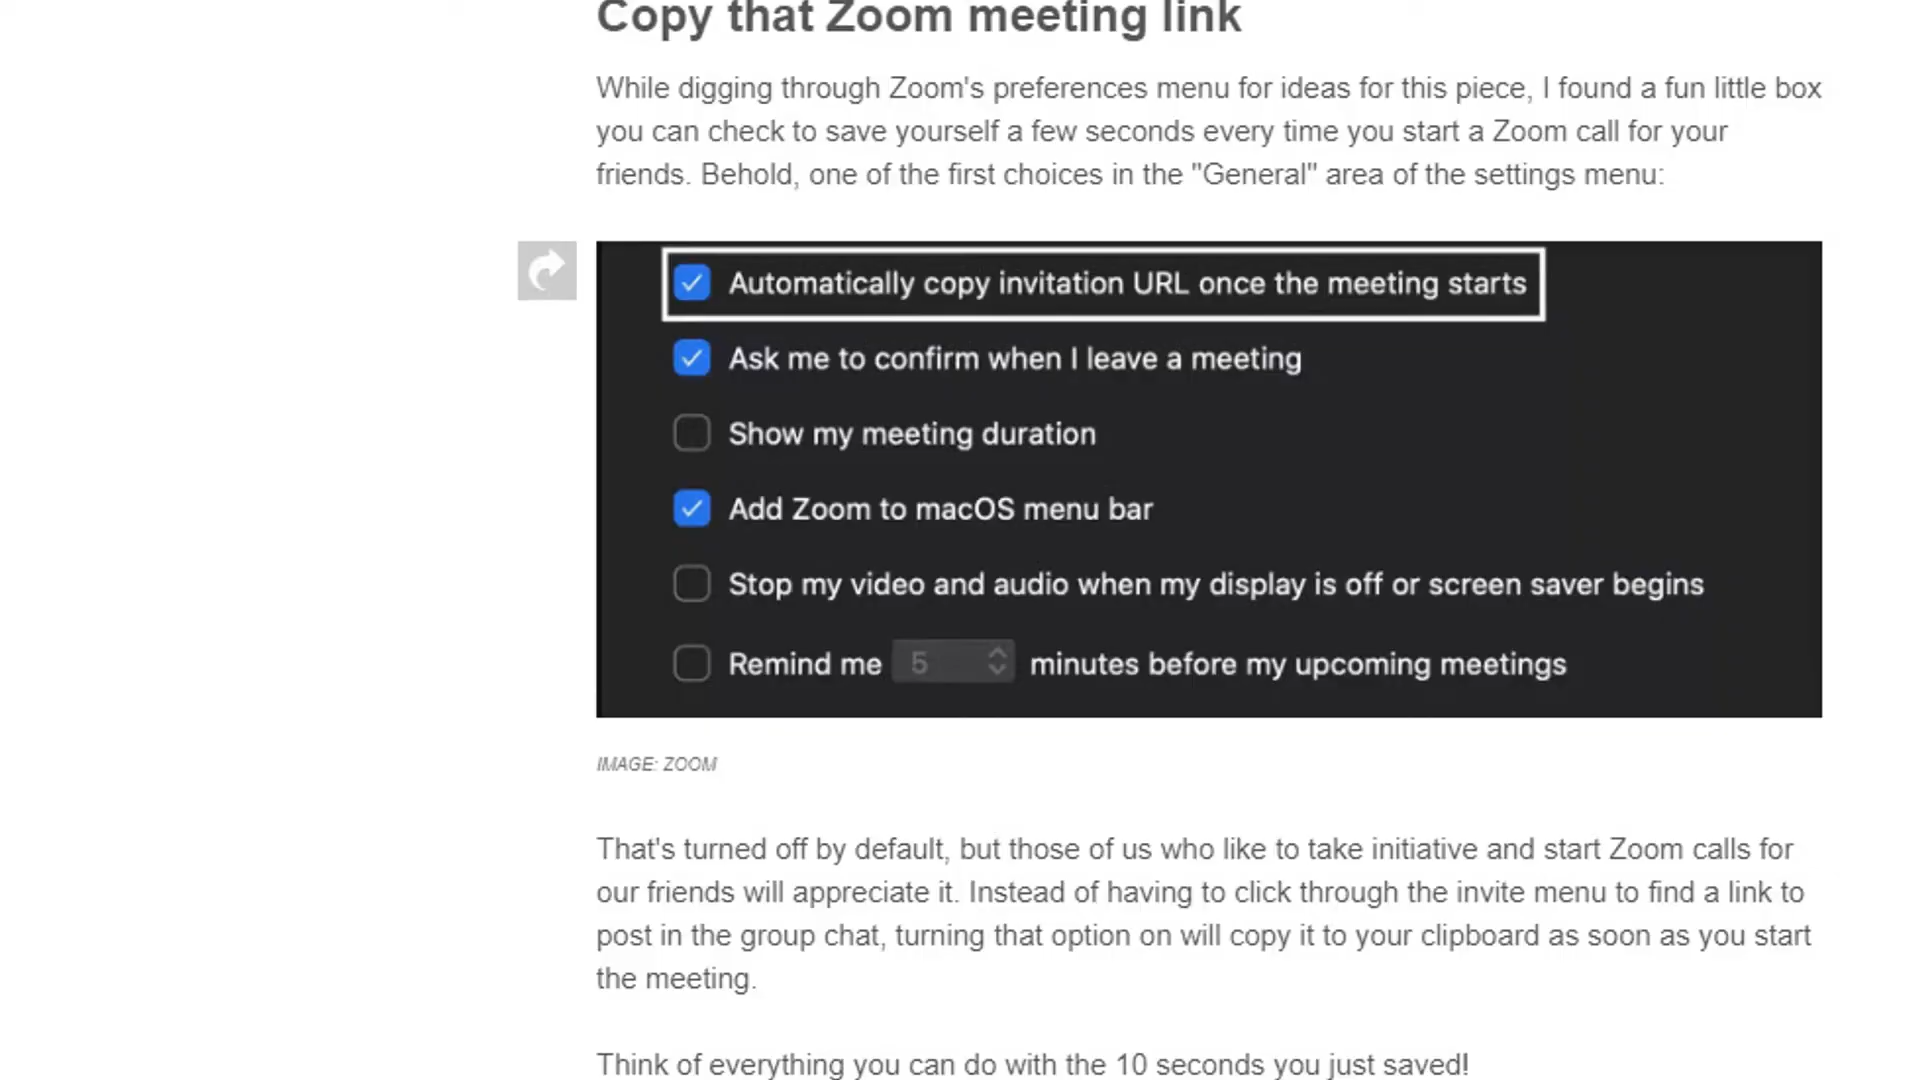 Copy that Zoom meeting link
While digging through Zoom's preferences menu for ideas for this piece, I found a fun little box
you can check to save yourself a few seconds every time you start a Zoom call for your
friends. Behold, one of the first choices in the "General" area of the settings menu:
Automatically copy invitation URL once the meeting starts
Ask me to confirm when I leave a meeting
Show my meeting duration
Add Zoom to macOS menu bar
Stop my video and audio when my display is off or screen saver begins
Remind me 5 minutes before my upcoming meetings
IMAGE: ZOOM
That's turned off by default, but those of us who like to take initiative and start Zoom calls for
our friends will appreciate it. Instead of having to click through the invite menu to find a link to
post in the group chat, turning that option on will copy it to your clipboard as soon as you start
the meeting.
Think of everything you can do with the 10 seconds you just saved!